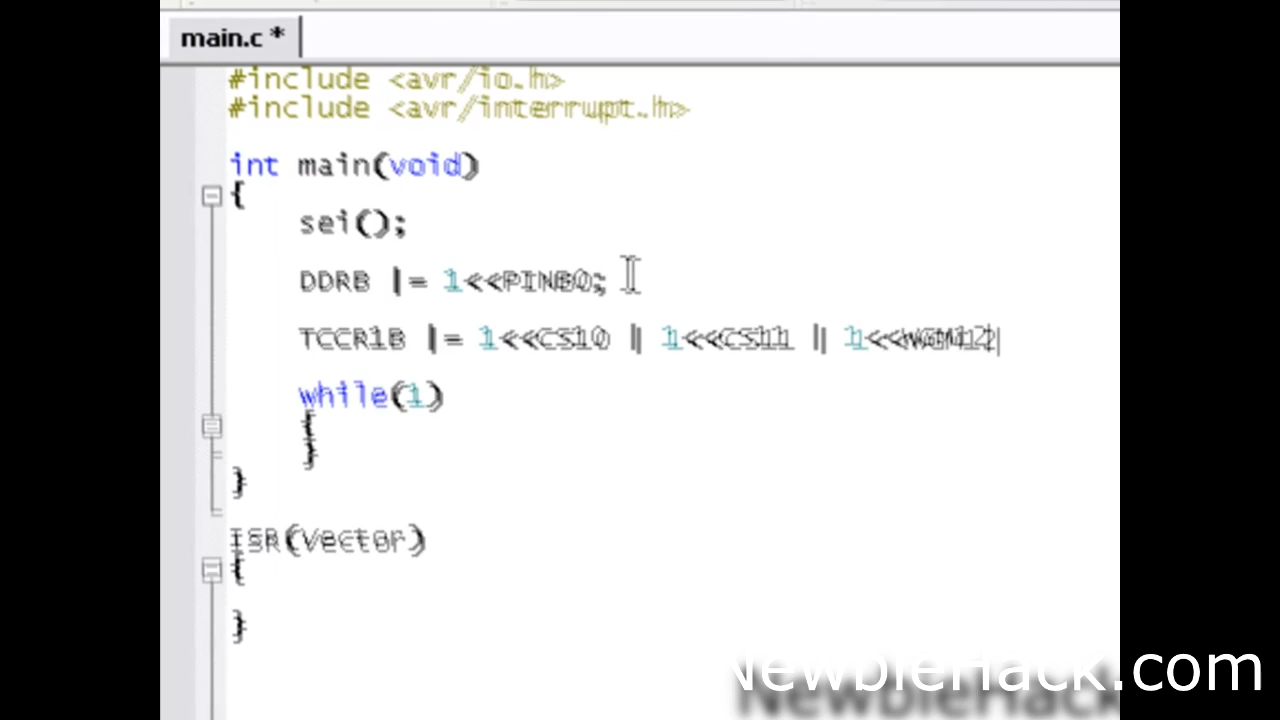 main.c *
#include <avr/io.h>
#include <avr/interrupt.h>
int main(void)
{
sei();
DDRB |= 1<<PINB0;
TCCR1B |= 1<<CS10 | 1<<CS11 | 1<<WGM12
while(1)
{
}
}
ISR(Vector)
{
}
NewbieHack.com
NewbieHack